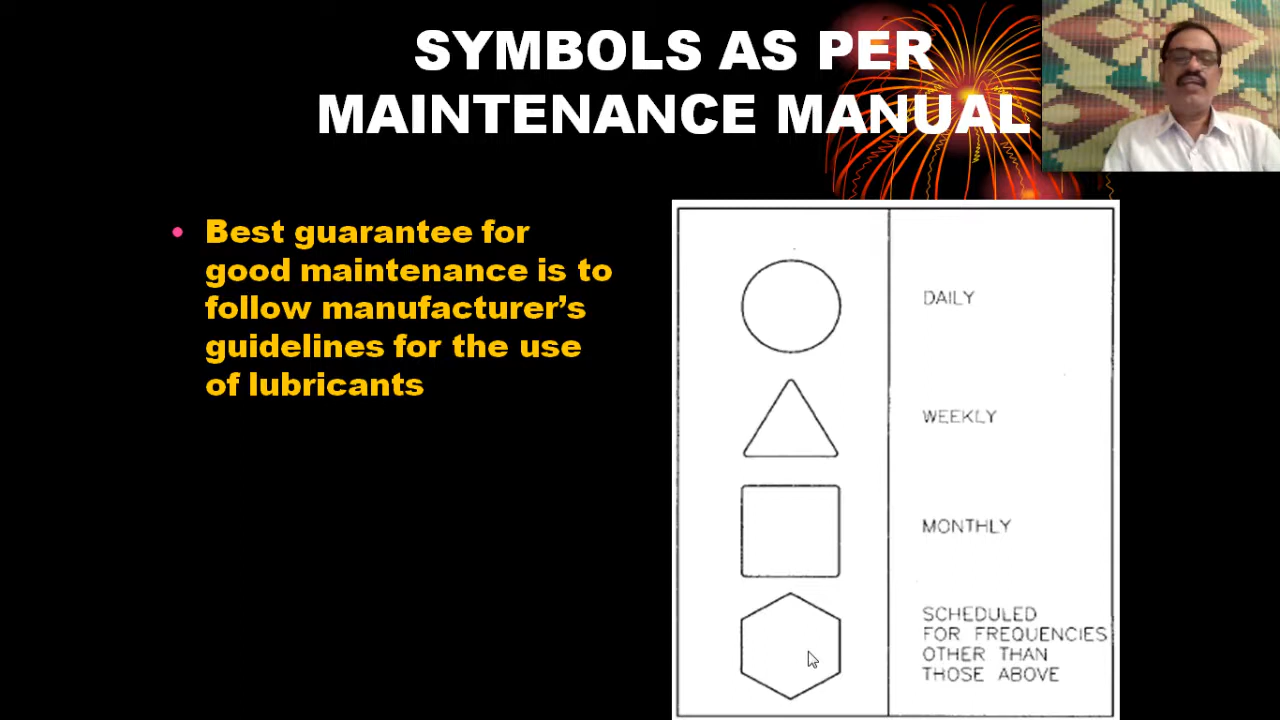 SYMBOLS AS PER
MAINTENANCE MANUAL
• Best guarantee for
good maintenance is to
follow manufacturer’s
guidelines for the use
of lubricants
DAILY
WEEKLY
MONTHLY
SCHEDULED
FOR FREQUENCIES
OTHER THAN
THOSE ABOVE